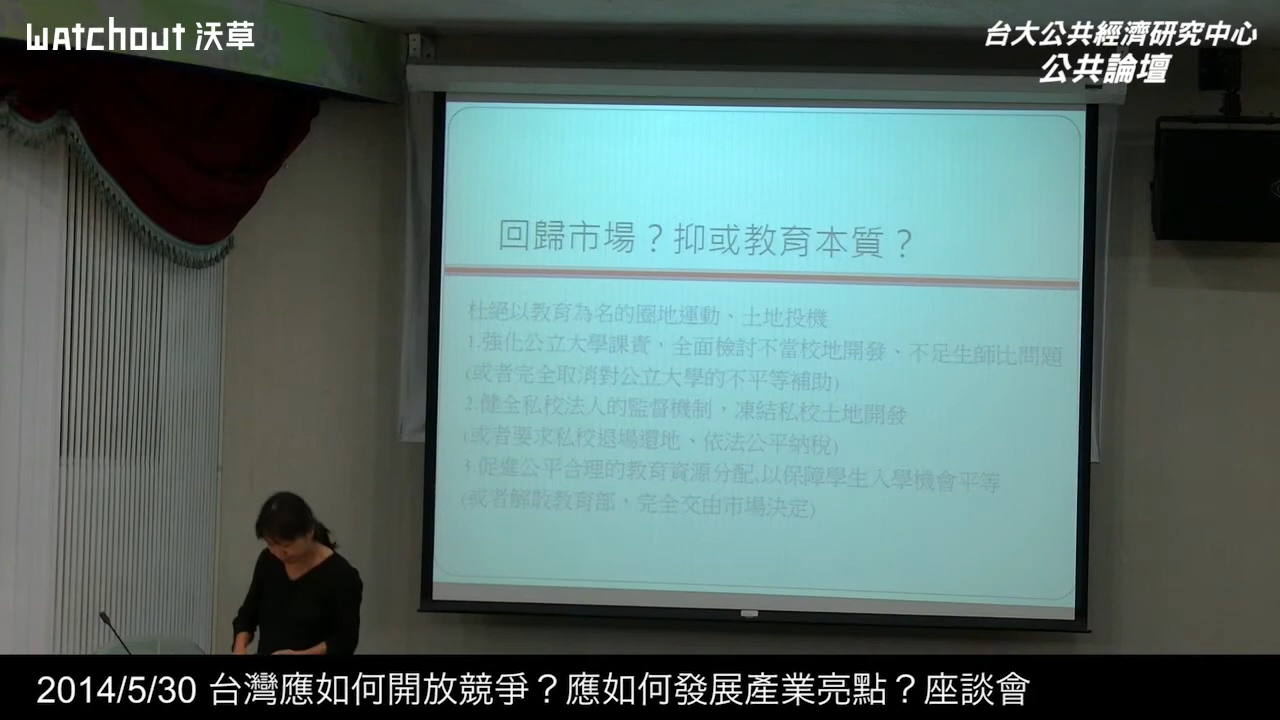 watchout 沃草
台大公共經濟研究中心
公共論壇
回歸市場？抑或教育本質？
杜絕以教育為名的圈地運動、土地投機
1.強化公立大學課責，全面檢討不當校地開發、不足生師比問題
(或者完全取消對公立大學的不平等補助)
2.健全私校法人的監督機制，凍結私校土地開發
(或者要求私校退場還地、依法公平納稅)
3.促進公平合理的教育資源分配,以保障學生入學機會平等
(或者解散教育部，完全交由市場決定)
2014/5/30 台灣應如何開放競爭？應如何發展產業亮點？座談會